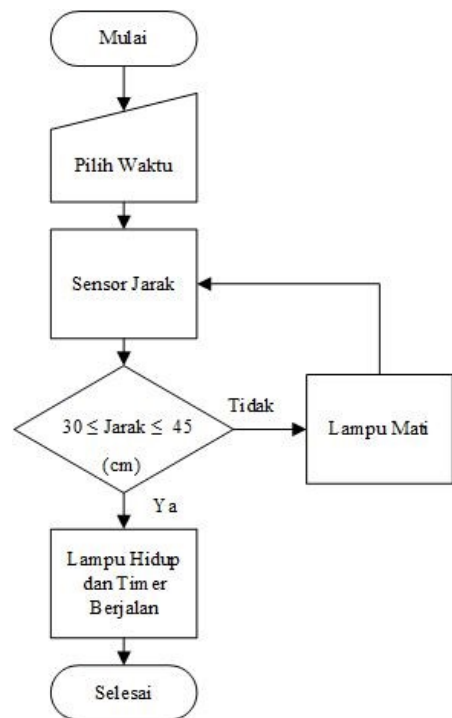 Mulai
Pilih Waktu
Sensor Jarak
30 ≤ Jarak ≤ 45
(cm)
Tidak
Lampu Mati
Ya
Lampu Hidup
dan Timer
Berjalan
Selesai